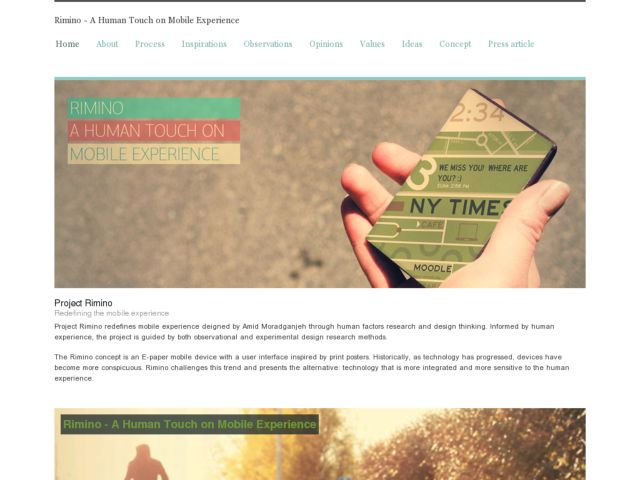 Rimino - A Human Touch on Mobile Experience
Home About Process Inspirations Observations Opinions Values Ideas Concept Press article
RIMINO
A HUMAN TOUCH ON
MOBILE EXPERIENCE
2:34
3 WE MISS YOU! WHERE ARE
YOU? :)
NY TIMES
CAFE
MOODLE
Project Rimino
Redefining the mobile experience
Project Rimino redefines mobile experience deigned by Amid Moradganjeh through human factors research and design thinking. Informed by human
experience, the project is guided by both observational and experimental design research methods.
The Rimino concept is an E-paper mobile device with a user interface inspired by print posters. Historically, as technology has progressed, devices have
become more conspicuous. Rimino challenges this trend and presents the alternative: technology that is more integrated and more sensitive to the human
experience.
Rimino - A Human Touch on Mobile Experience